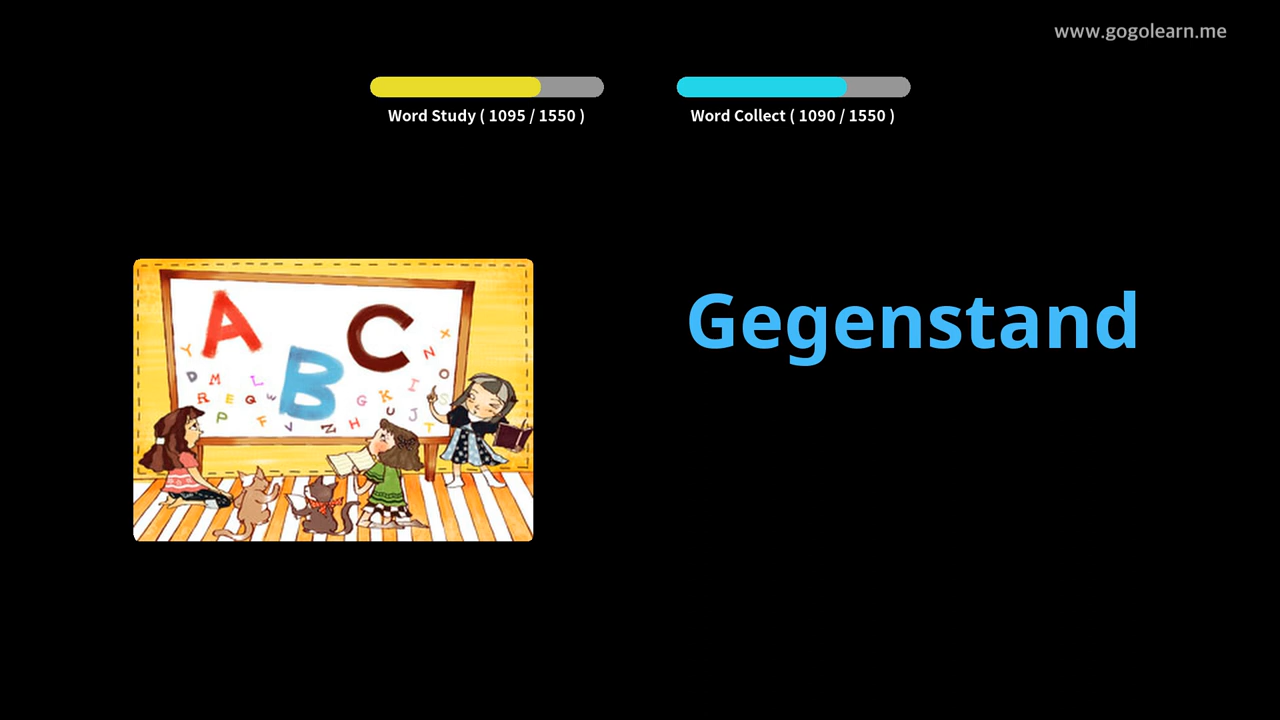 www.gogolearn.me
Word Study ( 1095 / 1550 )
Word Collect ( 1090 / 1550 )
Gegenstand
A
C
B
Y
X
N
D
M
L
I
O
R
E
Q
W
G
K
S
P
F
V
Z
H
U
J
T